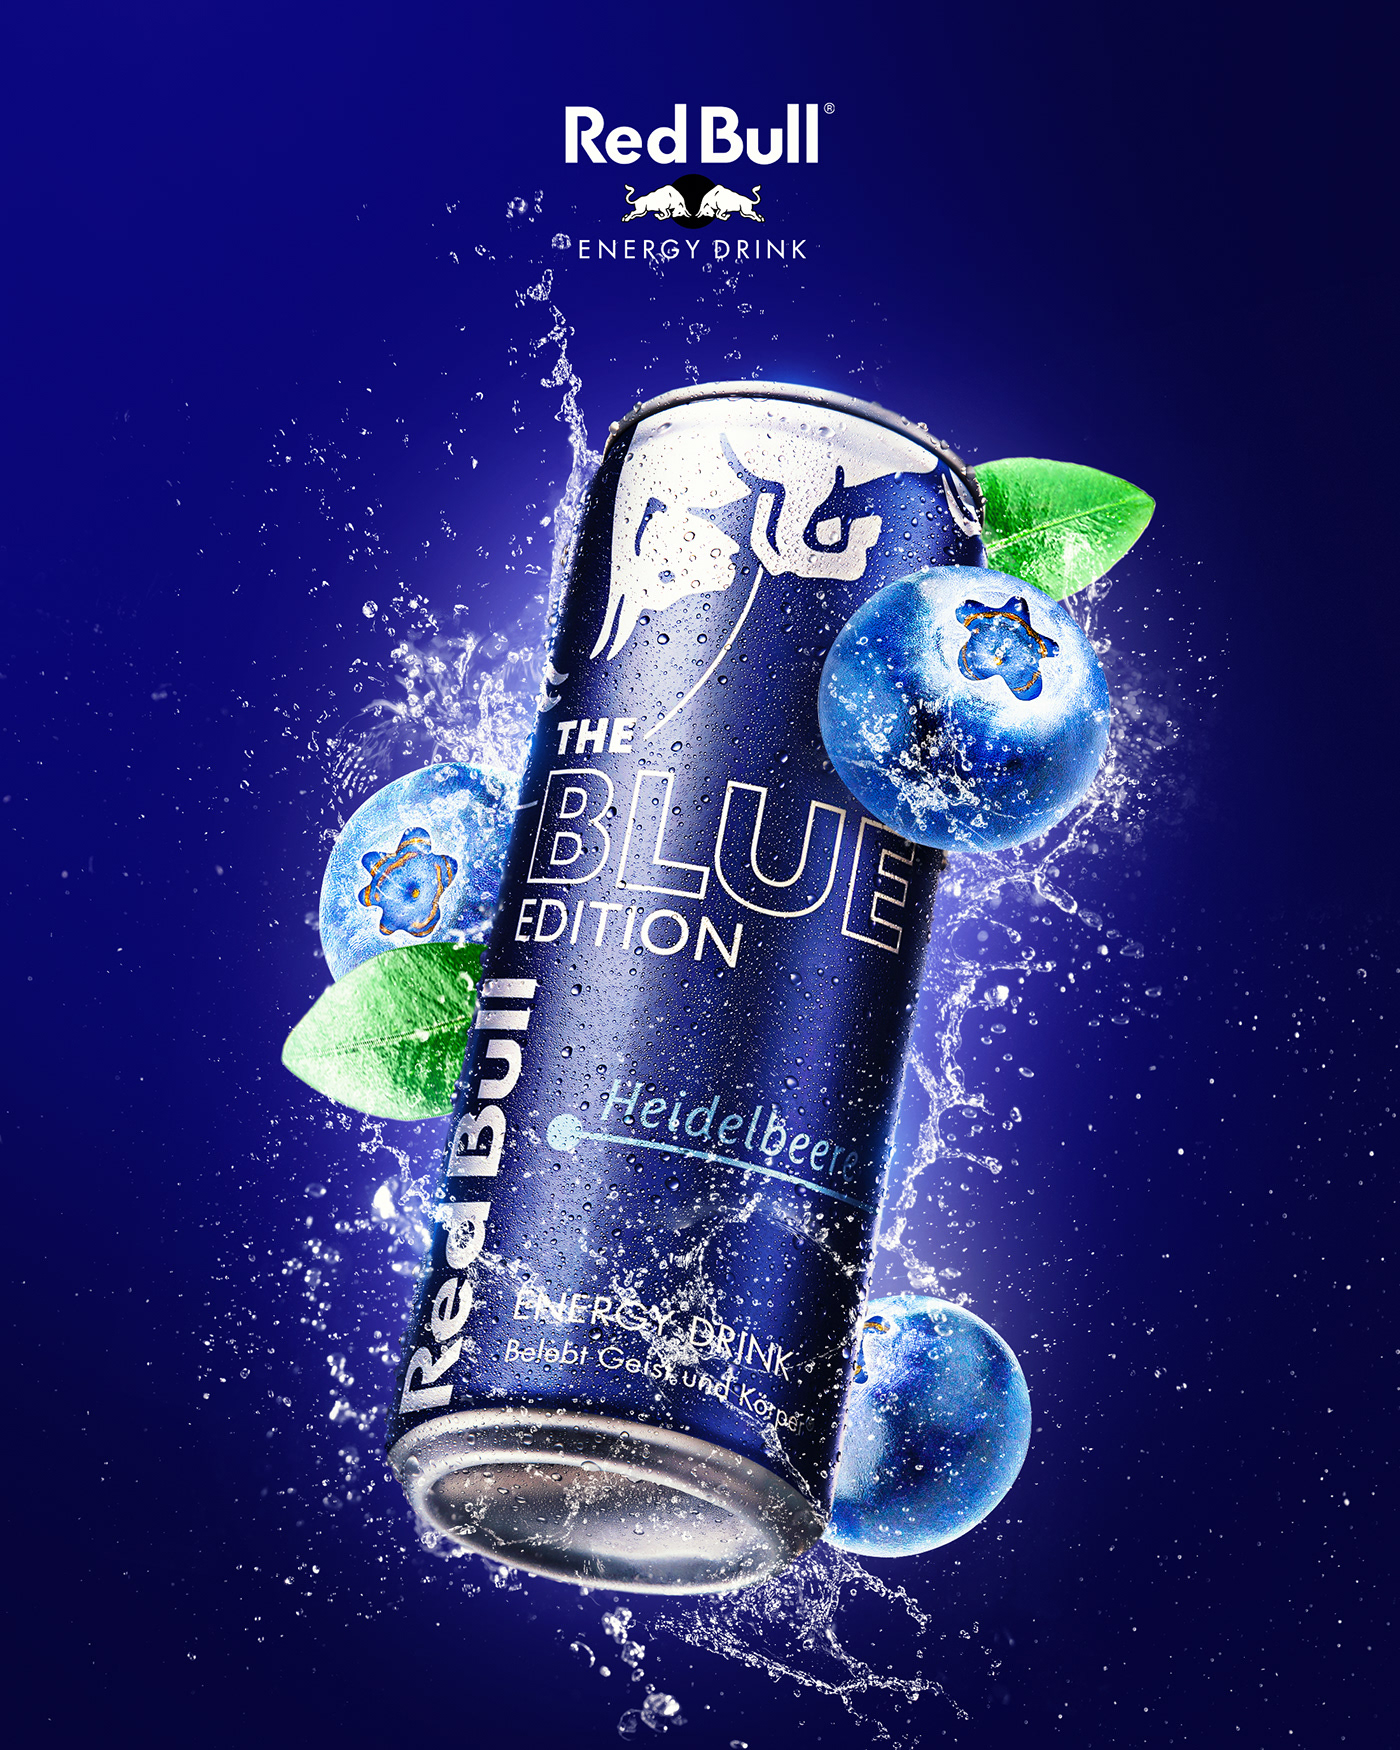 Red Bull®
ENERGY DRINK
THE
BLUE
EDITION
Red Bull
Heidelbeere
ENERGY DRINK
Belebt Geist und Körper